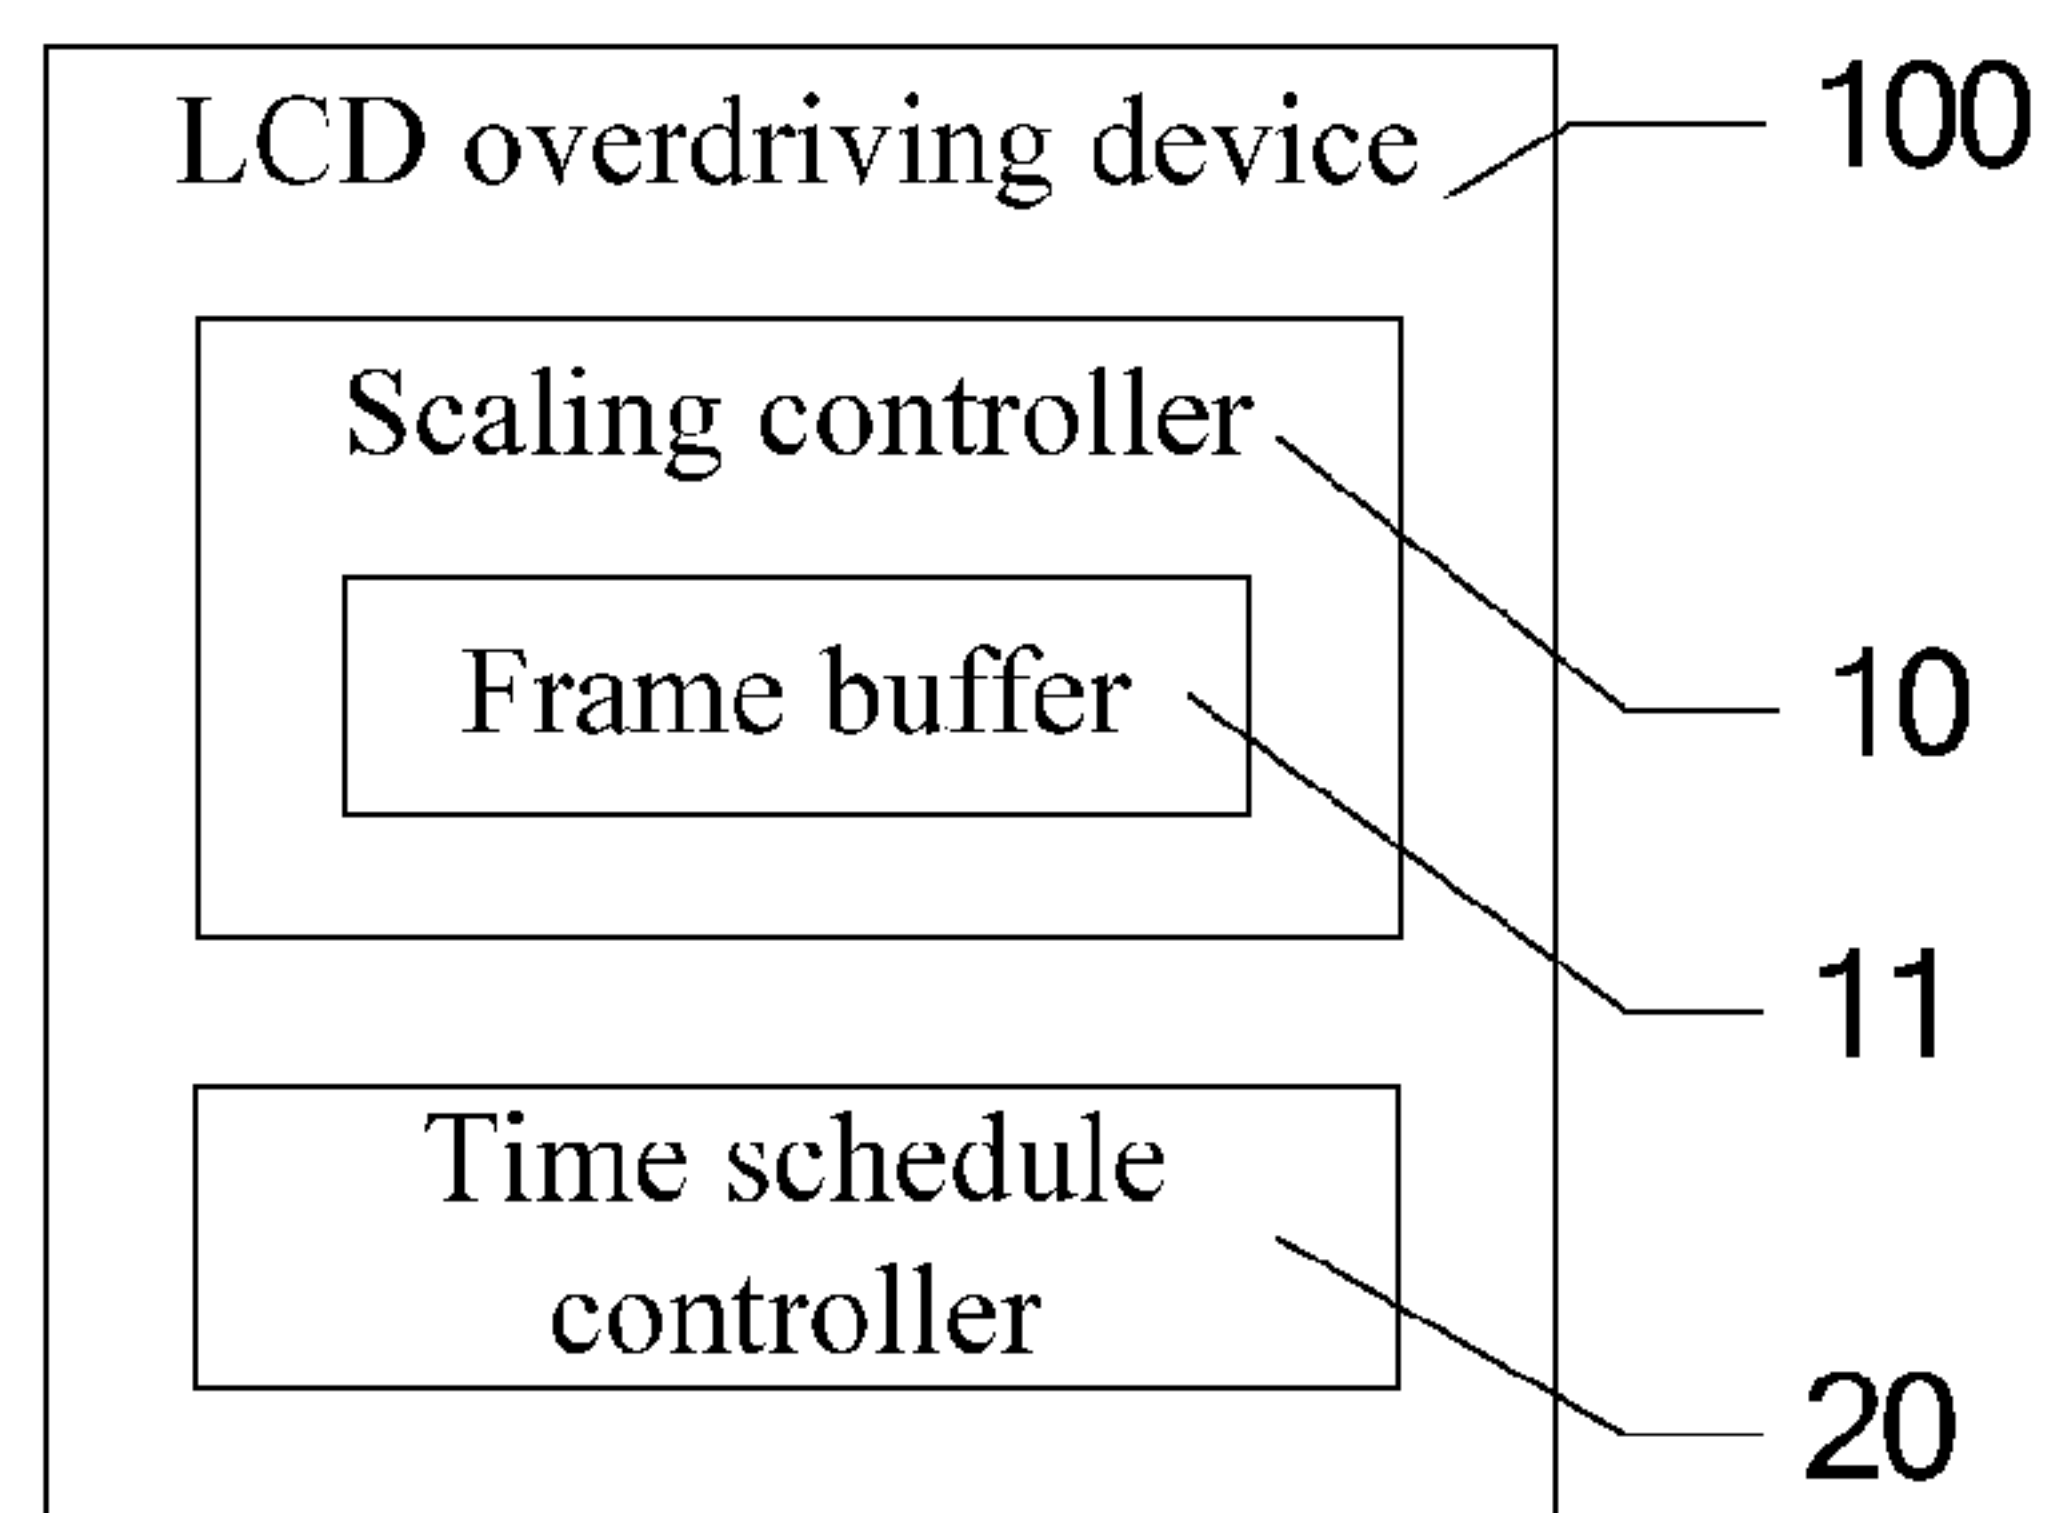 LCD overdriving device
100
Scaling controller
10
Frame buffer
11
Time schedule
controller
20